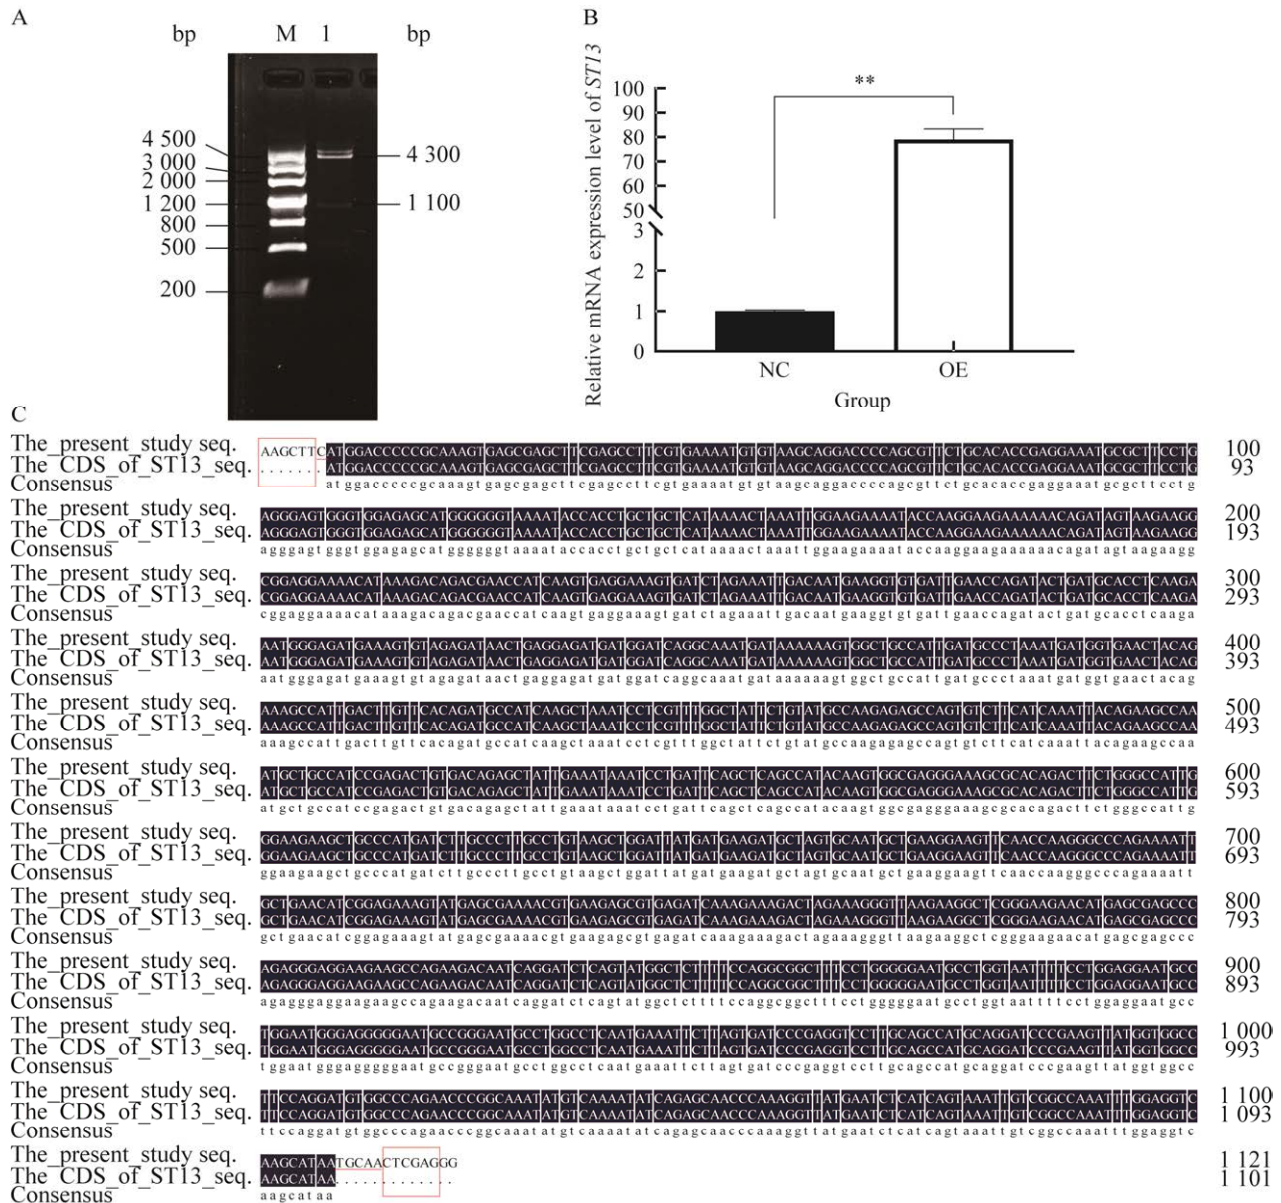 A
bp
M
1
bp
4 500
3 000
2 000
1 200
800
500
200
4 300
1 100
B
Relative mRNA expression level of ST13
100
90
80
70
60
50
3
2
1
0
**
NC
OE
Group
C
The_present_study seq. AAGCTTCATGGACCCCCGCAAAGTGAGCGAGCTTCGAGCCTTCGTGAAAATGTGTAAGCAGGACCCCAGCGTTCTGCACACCGAGGAAATGCGCTTCCTG 100
The_CDS_of_ST13_seq. .......ATGGACCCCCGCAAAGTGAGCGAGCTTCGAGCCTTCGTGAAAATGTGTAAGCAGGACCCCAGCGTTCTGCACACCGAGGAAATGCGCTTCCTG 93
Consensus atggacccccgcaaagtgagcgagcttcgagccttcgtgaaaatgtgtaagcaggaccccagcgttctgcacaccgaggaaatgcgcttcctg
The_present_study seq. AGGGAGTGGGTGGAGAGCATGGGGGGTAAAATACCACCTGCTGCTCATAAAACTAAATTGGAAGAAAATACCAAGGAAGAAAAAACAGATAGTAAGAAGG 200
The_CDS_of_ST13_seq. AGGGAGTGGGTGGAGAGCATGGGGGGTAAAATACCACCTGCTGCTCATAAAACTAAATTGGAAGAAAATACCAAGGAAGAAAAAACAGATAGTAAGAAGG 193
Consensus agggagtgggtggagagcatggggggtaaaataccacctgctgctcataaaactaaattggaagaaaataccaaggaagaaaaaacagatagtaagaagg
The_present_study seq. CGGAGGAAAACATAAAGACAGACGAACCATCAAGTGAGGAAAGTGATCTAGAAATTGACAATGAAGGTGTGATTGAACCAGATACTGATGCACCTCAAGA 300
The_CDS_of_ST13_seq. CGGAGGAAAACATAAAGACAGACGAACCATCAAGTGAGGAAAGTGATCTAGAAATTGACAATGAAGGTGTGATTGAACCAGATACTGATGCACCTCAAGA 293
Consensus cggaggaaaacataaagacagacgaaccatcaagtgaggaaagtgatctagaaattgacaatgaaggtgtgattgaaccagatactgatgcacctcaaga
The_present_study seq. AATGGGAGATGAAAGTGTAGAGATAACTGAGGAGATGATGGATCAGGCAAATGATAAAAAAGTGGCTGCCATTGATGCCCTAAATGATGGTGAACTACAG 400
The_CDS_of_ST13_seq. AATGGGAGATGAAAGTGTAGAGATAACTGAGGAGATGATGGATCAGGCAAATGATAAAAAAGTGGCTGCCATTGATGCCCTAAATGATGGTGAACTACAG 393
Consensus aatgggagatgaaagtgtagagataactgaggagatgatggatcaggcaaatgataaaaaagtggctgccattgatgccctaaatgatggtgaactacag
The_present_study seq. AAAGCCATTGACTTGTTCACAGATGCCATCAAGCTAAATCCTCGTTTGGCTATTCTGTATGCCAAGAGAGCCAGTGTCTTCATCAAATTACAGAAGCCAA 500
The_CDS_of_ST13_seq. AAAGCCATTGACTTGTTCACAGATGCCATCAAGCTAAATCCTCGTTTGGCTATTCTGTATGCCAAGAGAGCCAGTGTCTTCATCAAATTACAGAAGCCAA 493
Consensus aaagccattgacttgttcacagatgccatcaagctaaatcctcgtttggctattctgtatgccaagagagccagtgtcttcatcaaattacagaagccaa
The_present_study seq. ATGCTGCCATCCGAGACTGTGACAGAGCTATTGAAATAAATCCTGATTCAGCTCAGCCATACAAGTGGCGAGGGAAAGCGCACAGACTTCTGGGCCATTG 600
The_CDS_of_ST13_seq. ATGCTGCCATCCGAGACTGTGACAGAGCTATTGAAATAAATCCTGATTCAGCTCAGCCATACAAGTGGCGAGGGAAAGCGCACAGACTTCTGGGCCATTG 593
Consensus atgctgccatccgagactgtgacagagctattgaaataaatcctgattcagctcagccatacaagtggcgagggaaagcgcacagacttctgggccattg
The_present_study seq. GGAAGAAGCTGCCCATGATCTTGCCCTTGCCTGTAAGCTGGATTATGATGAAGATGCTAGTGCAATGCTGAAGGAAGTTCAACCAAGGGCCCAGAAAATT 700
The_CDS_of_ST13_seq. GGAAGAAGCTGCCCATGATCTTGCCCTTGCCTGTAAGCTGGATTATGATGAAGATGCTAGTGCAATGCTGAAGGAAGTTCAACCAAGGGCCCAGAAAATT 693
Consensus ggaagaagctgcccatgatcttgcccttgcctgtaagctggattatgatgaagatgctagtgcaatgctgaaggaagttcaaccaagggcccagaaaatt
The_present_study seq. GCTGAACATCGGAGAAAGTATGAGCGAAAACGTGAAGAGCGTGAGATCAAAGAAAGACTAGAAAGGGTTAAGAAGGCTCGGGAAGAACATGAGCGAGCCC 800
The_CDS_of_ST13_seq. GCTGAACATCGGAGAAAGTATGAGCGAAAACGTGAAGAGCGTGAGATCAAAGAAAGACTAGAAAGGGTTAAGAAGGCTCGGGAAGAACATGAGCGAGCCC 793
Consensus gctgaacatcggagaaagtatgagcgaaaacgtgaagagcgtgagatcaaagaaagactagaaagggttaagaaggctcgggaagaacatgagcgagccc
The_present_study seq. AGAGGGAGGAAGAAGCCAGAAGACAATCAGGATCTCAGTATGGCTCTTTTCCAGGCGGCTTTCCTGGGGGAATGCCTGGTAATTTTCCTGGAGGAATGCC 900
The_CDS_of_ST13_seq. AGAGGGAGGAAGAAGCCAGAAGACAATCAGGATCTCAGTATGGCTCTTTTCCAGGCGGCTTTCCTGGGGGAATGCCTGGTAATTTTCCTGGAGGAATGCC 893
Consensus agagggaggaagaagccagaagacaatcaggatctcagtatggctcttttccaggcggctttcctgggggaatgcctggtaattttcctggaggaatgcc
The_present_study seq. TGGAATGGGAGGGGGAATGCCGGGAATGCCTGGCCTCAATGAAATTCTTAGTGATCCCGAGGTCCTTGCAGCCATGCAGGATCCCGAAGTTATGGTGGCC 1 000
The_CDS_of_ST13_seq. TGGAATGGGAGGGGGAATGCCGGGAATGCCTGGCCTCAATGAAATTCTTAGTGATCCCGAGGTCCTTGCAGCCATGCAGGATCCCGAAGTTATGGTGGCC 993
Consensus tggaatgggagggggaatgccgggaatgcctggcctcaatgaaattcttagtgatcccgaggtccttgcagccatgcaggatcccgaagttatggtggcc
The_present_study seq. TTCCAGGATGTGGCCCAGAACCCGGCAAATATGTCAAAATATCAGAGCAACCCAAAGGTTATGAATCTCATCAGTAAATTGTCGGCCAAATTTGGAGGTC 1 100
The_CDS_of_ST13_seq. TTCCAGGATGTGGCCCAGAACCCGGCAAATATGTCAAAATATCAGAGCAACCCAAAGGTTATGAATCTCATCAGTAAATTGTCGGCCAAATTTGGAGGTC 1 093
Consensus ttccaggatgtggcccagaacccggcaaatatgtcaaaatatcagagcaacccaaaggttatgaatctcatcagtaaattgtcggccaaatttggaggtc
The_present_study seq. AAGCATAATGCAACTCGAGGG 1 121
The_CDS_of_ST13_seq. AAGCATAA............. 1 101
Consensus aagcataa